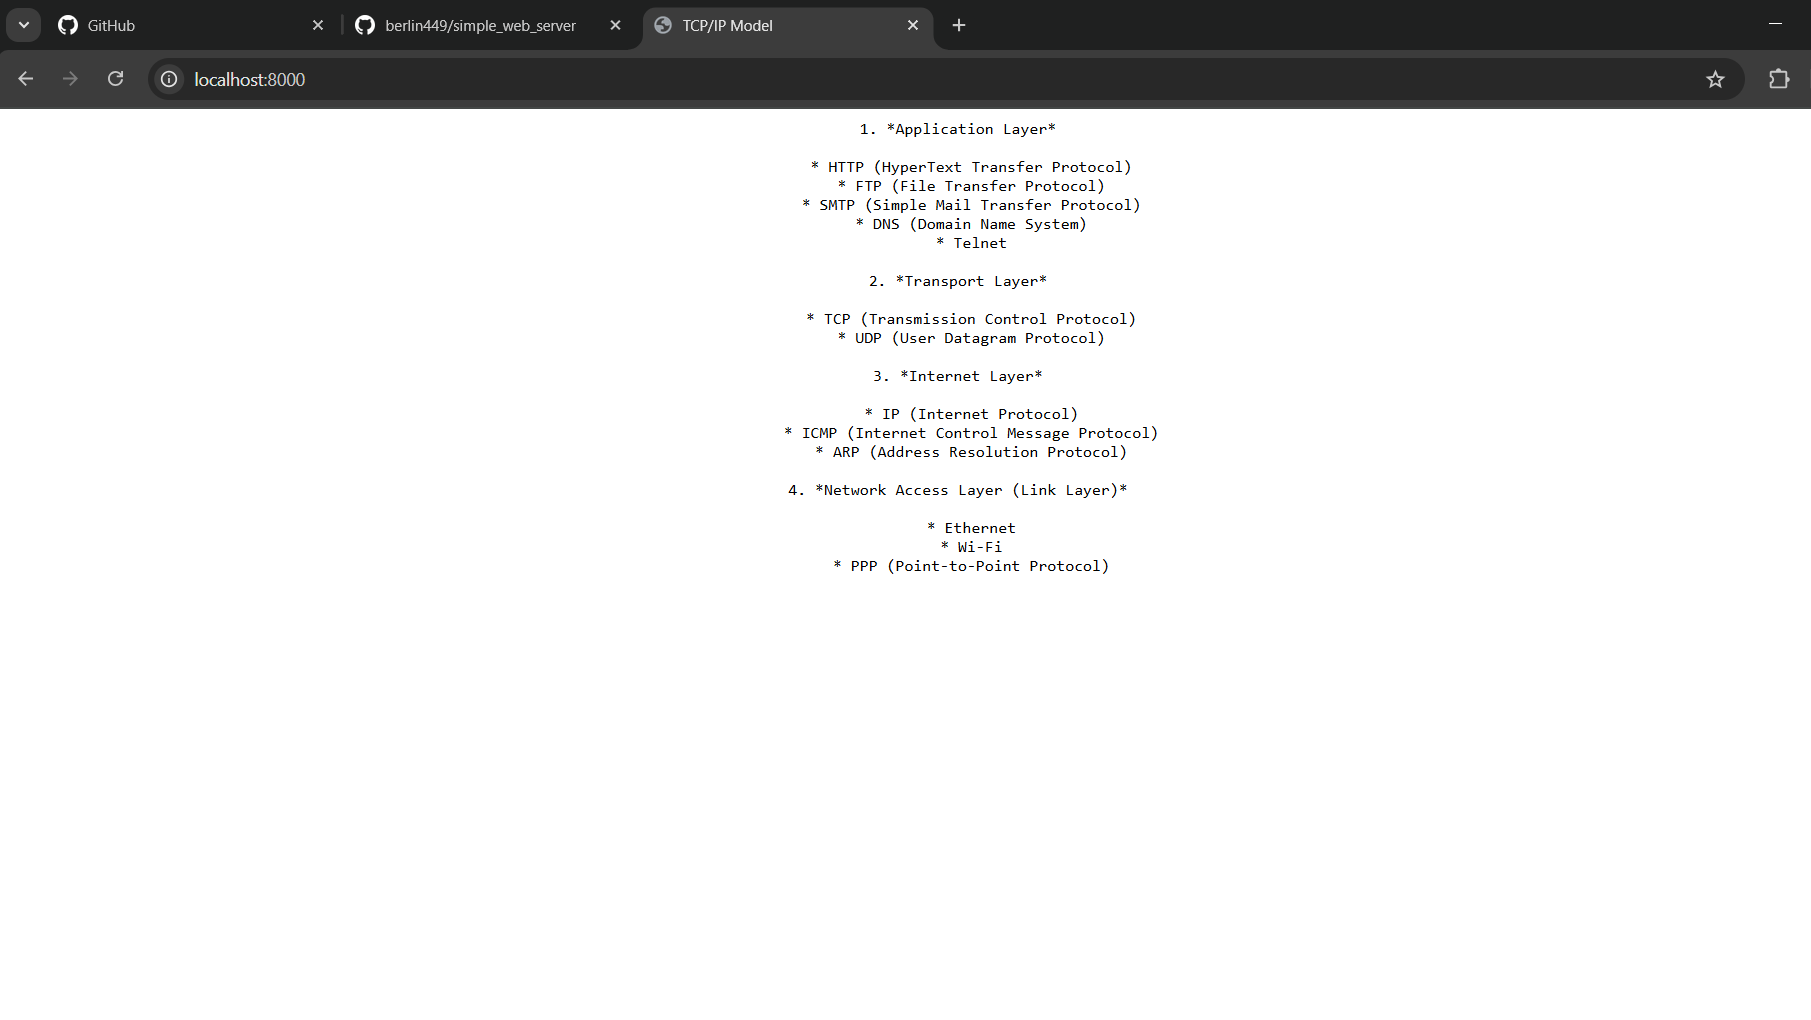 GitHub
berlin449/simple_web_server
TCP/IP Model
localhost:8000
1. *Application Layer*
* HTTP (HyperText Transfer Protocol)
* FTP (File Transfer Protocol)
* SMTP (Simple Mail Transfer Protocol)
* DNS (Domain Name System)
* Telnet
2. *Transport Layer*
* TCP (Transmission Control Protocol)
* UDP (User Datagram Protocol)
3. *Internet Layer*
* IP (Internet Protocol)
* ICMP (Internet Control Message Protocol)
* ARP (Address Resolution Protocol)
4. *Network Access Layer (Link Layer)*
* Ethernet
* Wi-Fi
* PPP (Point-to-Point Protocol)